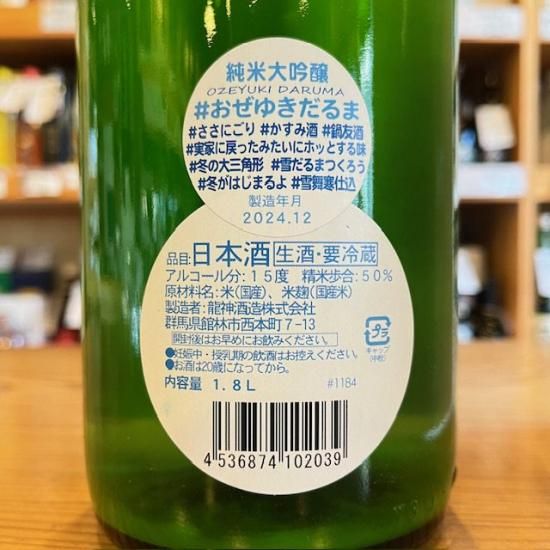 純米大吟醸
OZEYUKI DARUMA
#おぜゆきだるま
#ささにごり #かすみ酒 #鍋友酒
#実家に戻ったみたいにホッとする味
#冬の大三角形 #雪だるまつくろう
#冬がはじまるよ #雪舞寒仕込
製造年月
2024.12
品目:日本酒 生酒・要冷蔵
アルコール分:15度 精米歩合:50%
原材料名:米(国産)、米麹(国産米)
製造者:龍神酒造株式会社
群馬県館林市西本町7-13
開封後はお早めにお飲みください。
●妊娠中・授乳期の飲酒はお控えください。
●お酒は20歳になってから。
内容量 1.8L #1184
プラ
キャップ
(中栓)
4 536874 102039